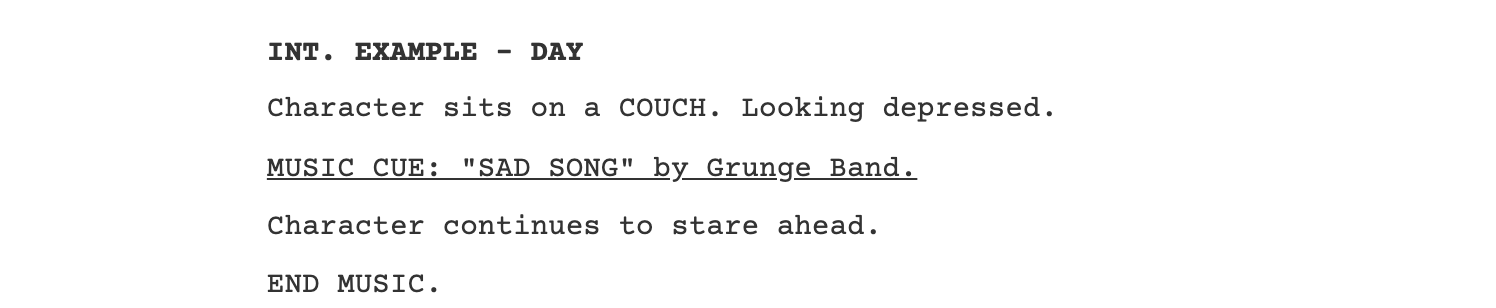 INT. EXAMPLE - DAY
Character sits on a COUCH. Looking depressed.
MUSIC CUE: "SAD SONG" by Grunge Band.
Character continues to stare ahead.
END MUSIC.